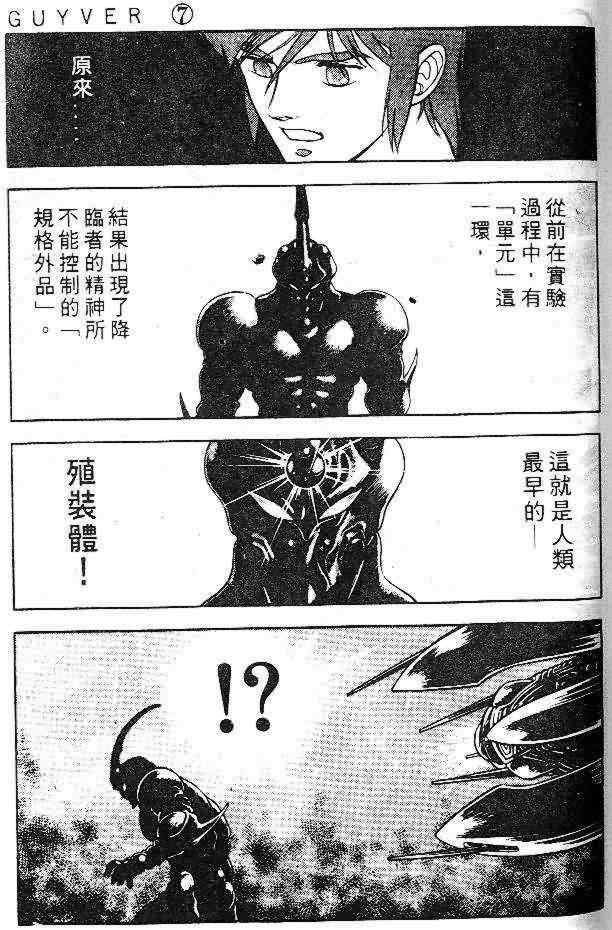 GUYVER ⑦
原來‥‥
從前在實驗
過程中，有
「單元」這
一環，
結果出現了降
臨者的精神所
不能控制的「
規格外品」。
這就是人類
最早的—
殖裝體！
!?